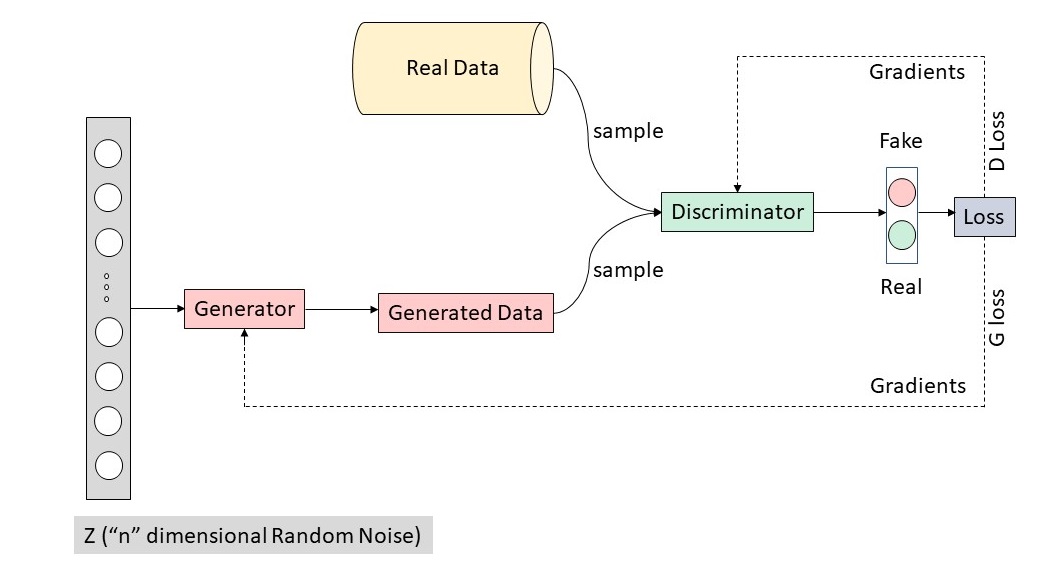 Real Data
Gradients
sample
Fake
D Loss
Discriminator
Loss
sample
Real
Generator
Generated Data
G loss
Gradients
Z (“n” dimensional Random Noise)